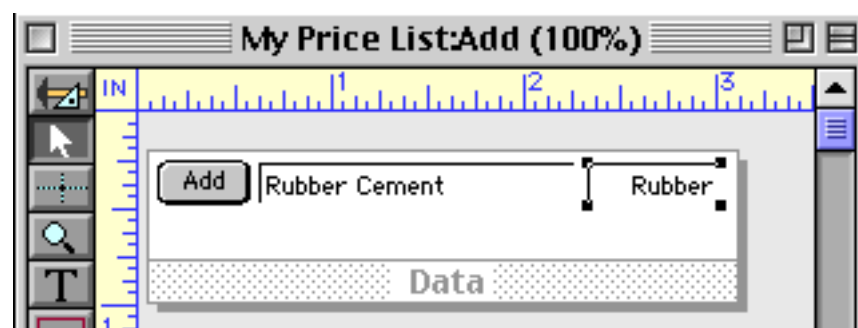 My Price List:Add (100%)
IN 1 2 3
Add Rubber Cement Rubber
T Data
1